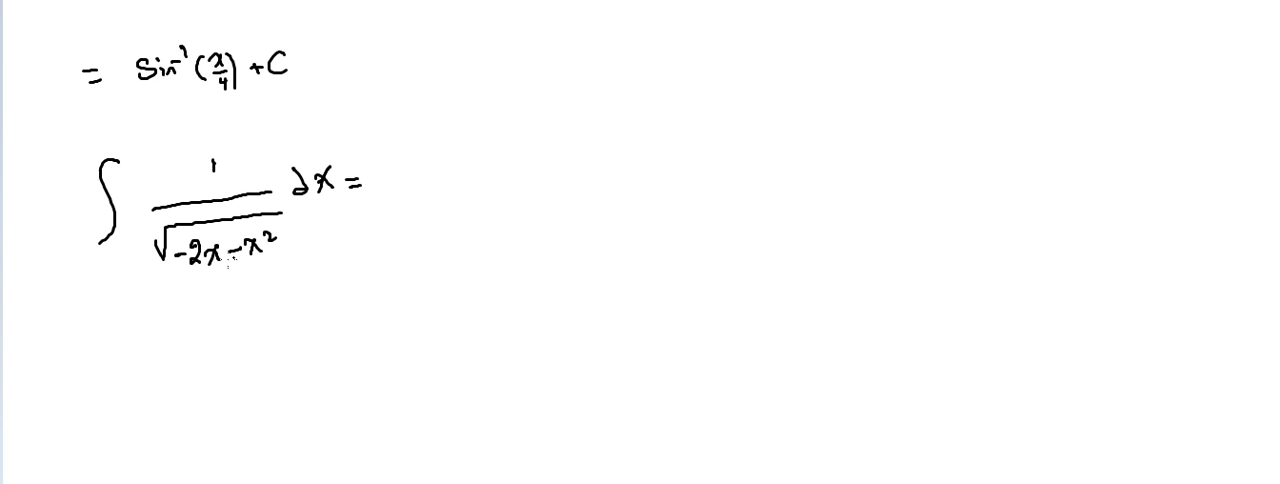 = Sin⁻¹ (x/4) + C
∫ 1/√(-2x-x²) dx =